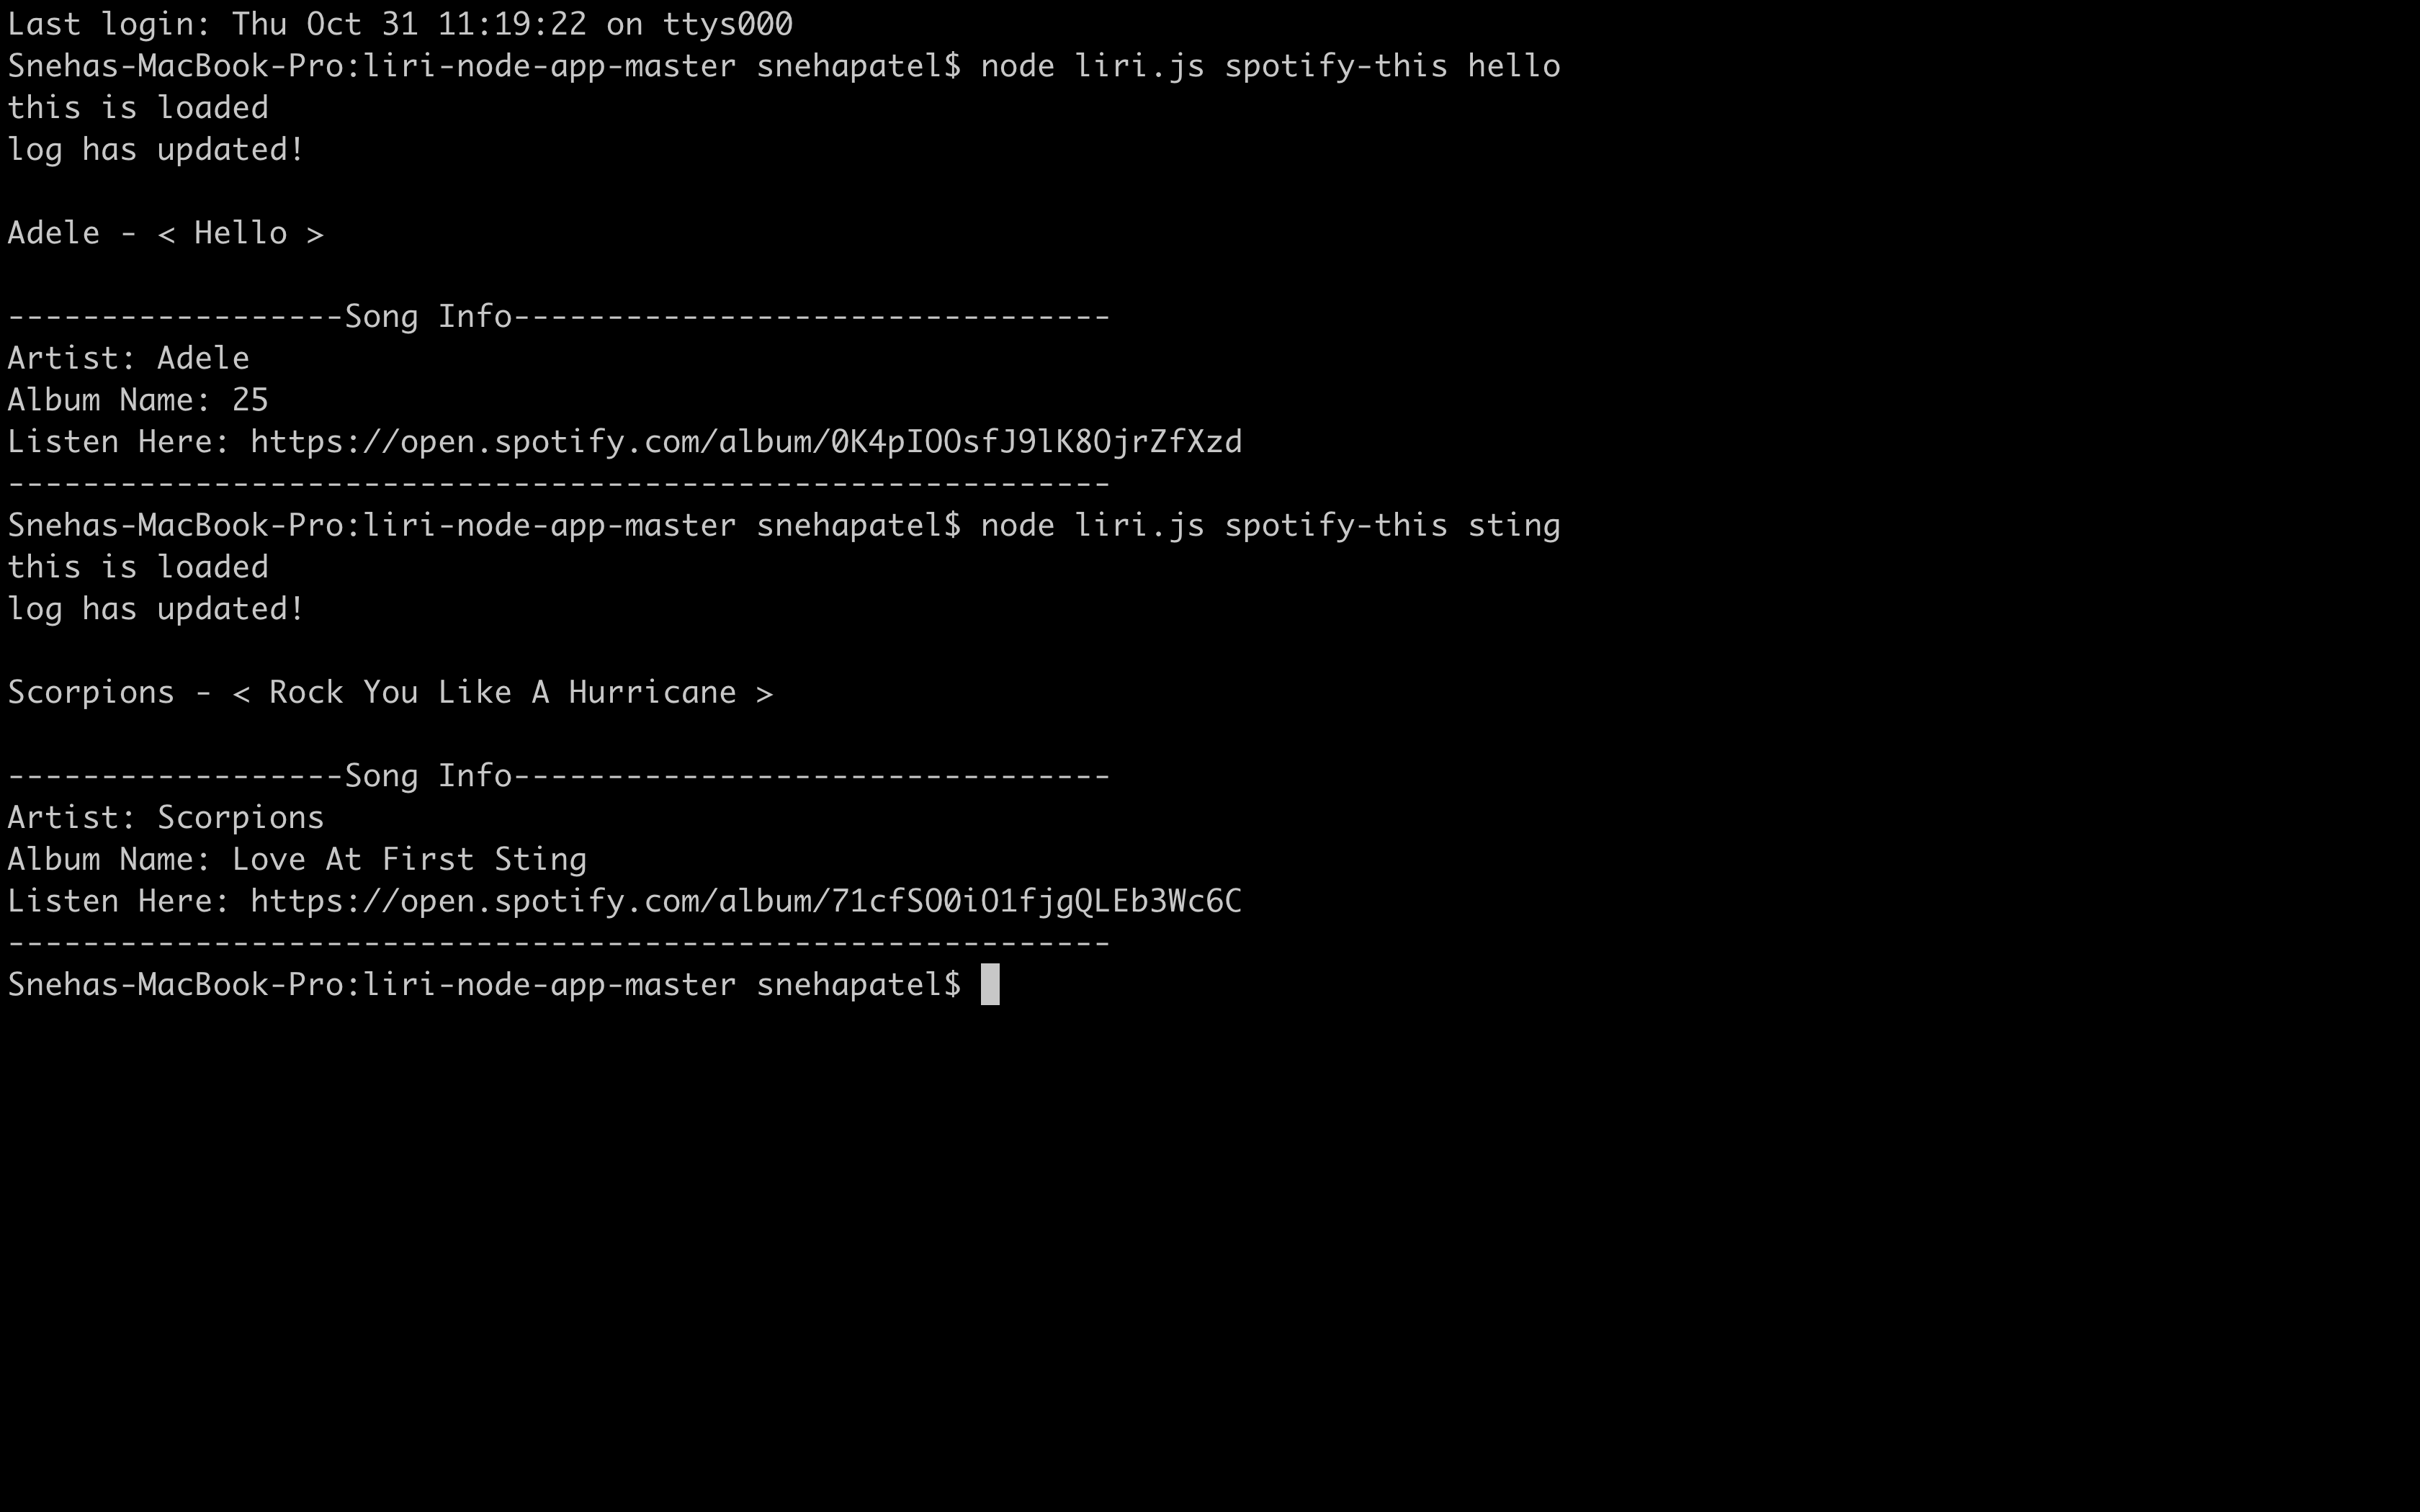 Last login: Thu Oct 31 11:19:22 on ttys000
Snehas-MacBook-Pro:liri-node-app-master snehapatel$ node liri.js spotify-this hello
this is loaded
log has updated!

Adele - < Hello >

------------------Song Info--------------------------------
Artist: Adele
Album Name: 25
Listen Here: https://open.spotify.com/album/0K4pIOOsfJ9lK8OjrZfXzd
-----------------------------------------------------------
Snehas-MacBook-Pro:liri-node-app-master snehapatel$ node liri.js spotify-this sting
this is loaded
log has updated!

Scorpions - < Rock You Like A Hurricane >

------------------Song Info--------------------------------
Artist: Scorpions
Album Name: Love At First Sting
Listen Here: https://open.spotify.com/album/71cfSO0iO1fjgQLEb3Wc6C
-----------------------------------------------------------
Snehas-MacBook-Pro:liri-node-app-master snehapatel$